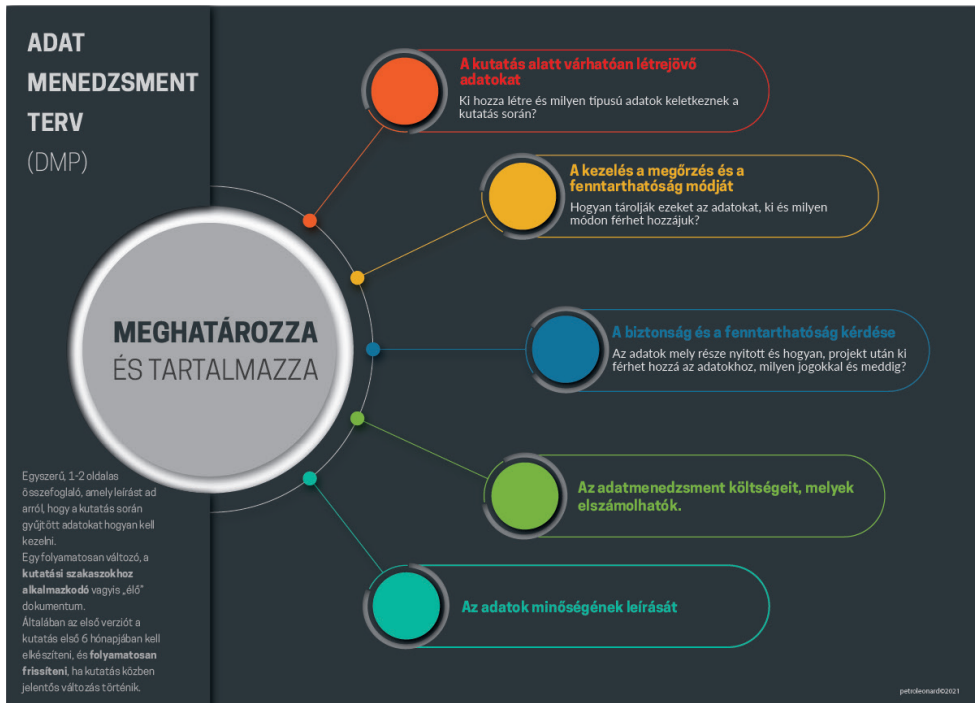 ADAT
MENEDZSMENT
TERV
(DMP)
A kutatás alatt várhatóan létrejövő
adatokat
Ki hozza létre és milyen típusú adatok keletkeznek a
kutatás során?
A kezelés a megőrzés és a
fenntarthatóság módját
Hogyan tárolják ezeket az adatokat, ki és milyen
módon férhet hozzájuk?
MEGHATÁROZZA
ÉS TARTALMAZZA
A biztonság és a fenntarthatóság kérdése
Az adatok mely része nyitott és hogyan, projekt után ki
férhet hozzá az adatokhoz, milyen jogokkal és meddig?
Az adatmenedzsment költségeit, melyek
elszámolhatók.
Az adatok minőségének leírását
Egyszerű, 1-2 oldalas
összefoglaló, amely leírást ad
arról, hogy a kutatás során
gyűjtött adatokat hogyan kell
kezelni.
Egy folyamatosan változó, a
kutatási szakaszokhoz
alkalmazkodó vagyis „élő"
dokumentum.
Általában az első verziót a
kutatás első 6 hónapjában kell
elkészíteni, és folyamatosan
frissíteni, ha kutatás közben
jelentős változás történik.
petroleonard©2021